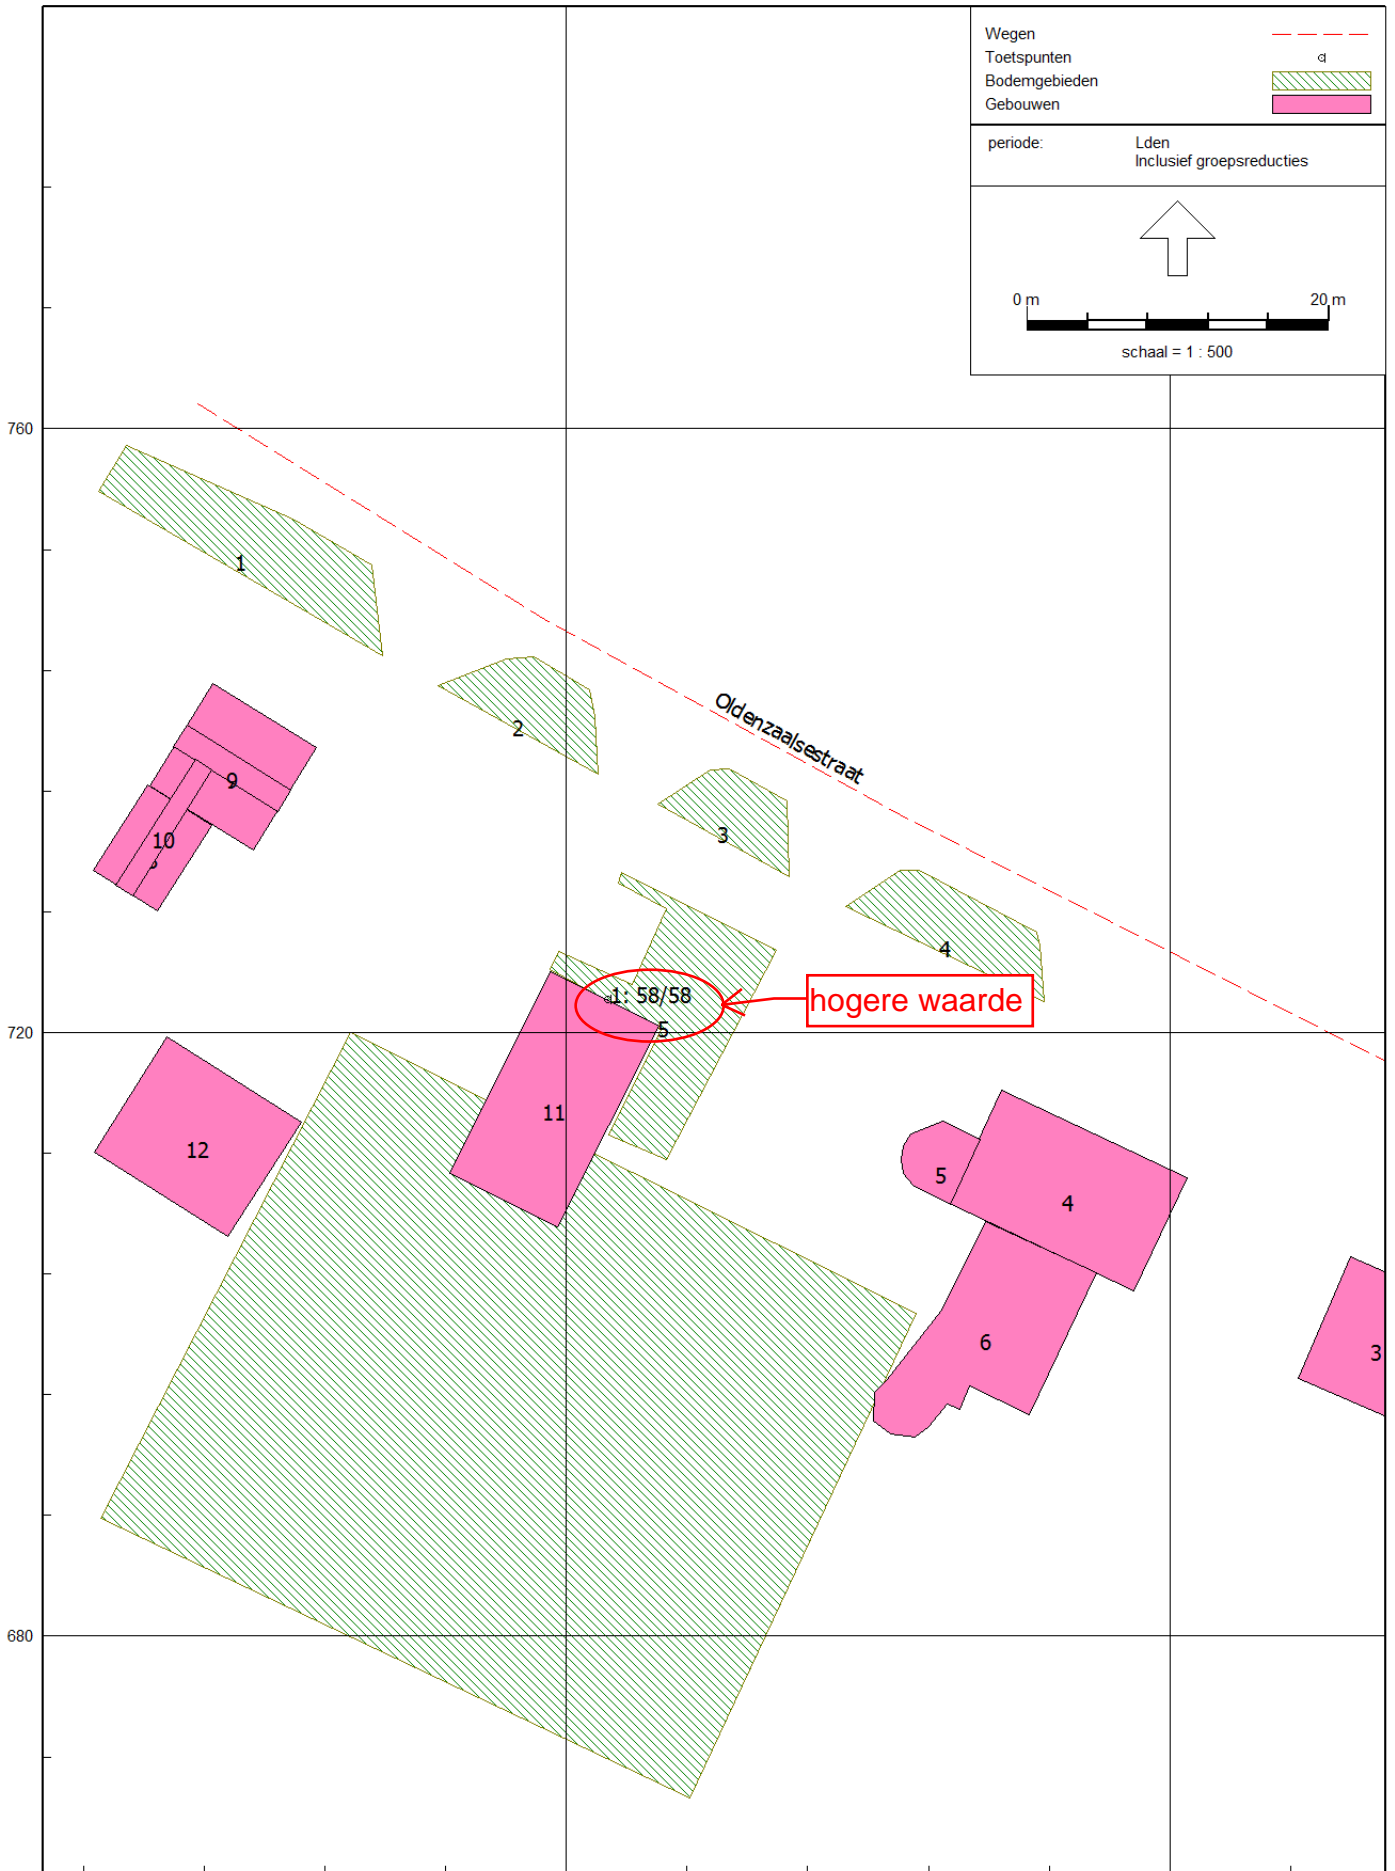 Wegen
Toetspunten
Bodemgebieden
Gebouwen
periode: Lden
Inclusief groepsreducties
0 m 20 m
schaal = 1 : 500
760
1
2
Oldenzaalsestraat
9
3
10
4
1: 58/58
hogere waarde
5
720
11
12
5
4
6
3
680